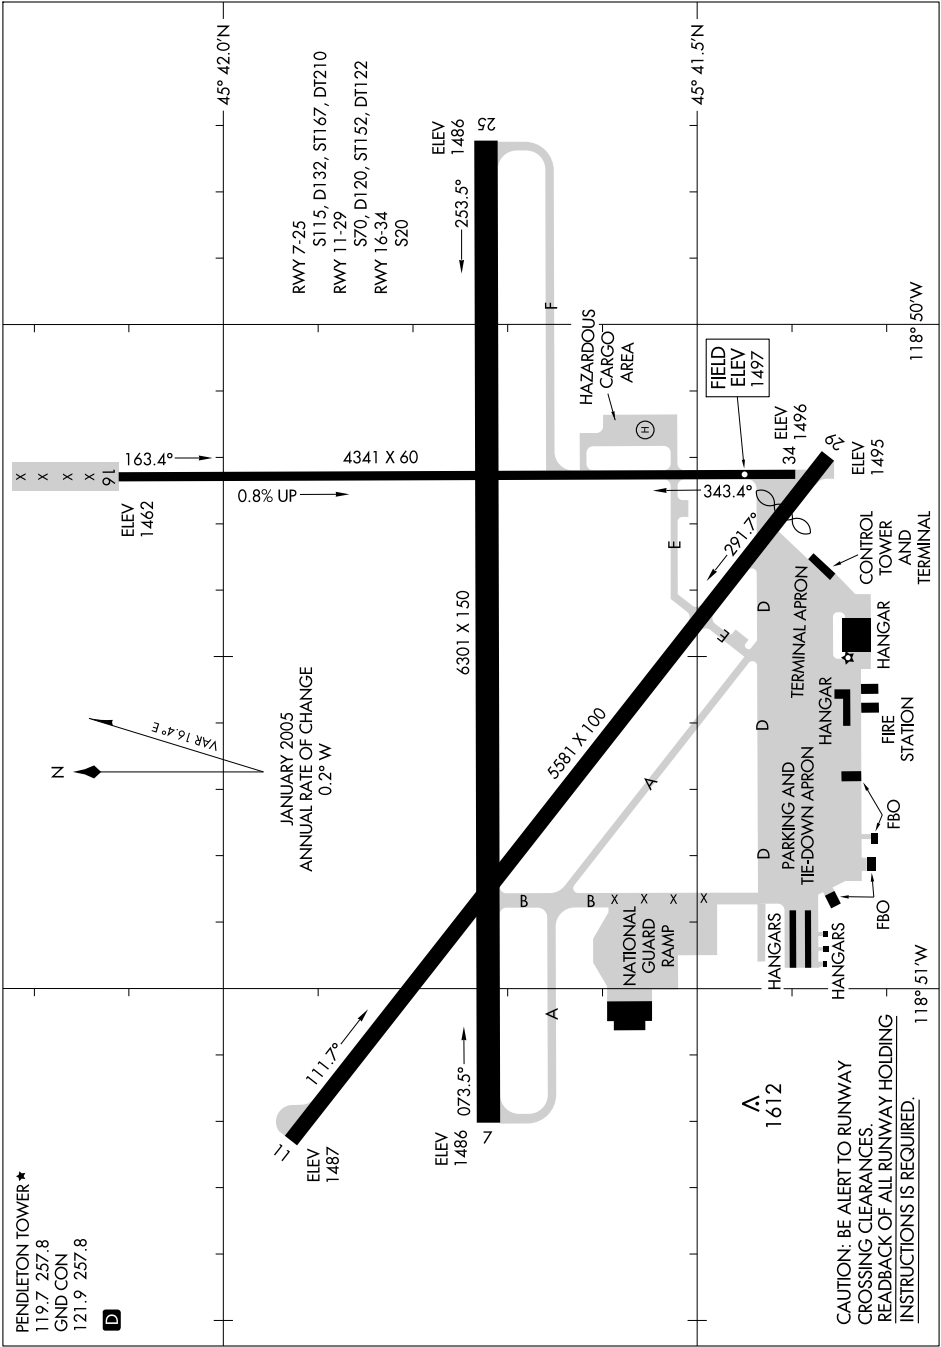 PENDLETON TOWER
119.7 257.8
GND CON
121.9 257.8
D
45° 42.0'N
45° 41.5'N
118° 50'W
118° 51'W
RWY 7-25
S115, D132, ST167, DT210
RWY 11-29
S70, D120, ST152, DT122
RWY 16-34
S20
N
VAR 16.4° E
JANUARY 2005
ANNUAL RATE OF CHANGE
0.2° W
X X X X
16
163.4°
ELEV
1462
0.8% UP
4341 X 60
ELEV
1486
25
253.5°
6301 X 150
11
ELEV
1487
111.7°
ELEV
1486
7
073.5°
5581 X 100
291.7°
343.4°
34
ELEV
1496
29
ELEV
1495
FIELD
ELEV
1497
HAZARDOUS
CARGO
AREA
H
F
E
E
A
A
B
B
X X X X
D
D
D
NATIONAL
GUARD
RAMP
TERMINAL APRON
PARKING AND
TIE-DOWN APRON
CONTROL
TOWER
AND
TERMINAL
HANGAR
HANGAR
FIRE
STATION
FBO
FBO
HANGARS
HANGARS
1612
CAUTION: BE ALERT TO RUNWAY
CROSSING CLEARANCES.
READBACK OF ALL RUNWAY HOLDING
INSTRUCTIONS IS REQUIRED.